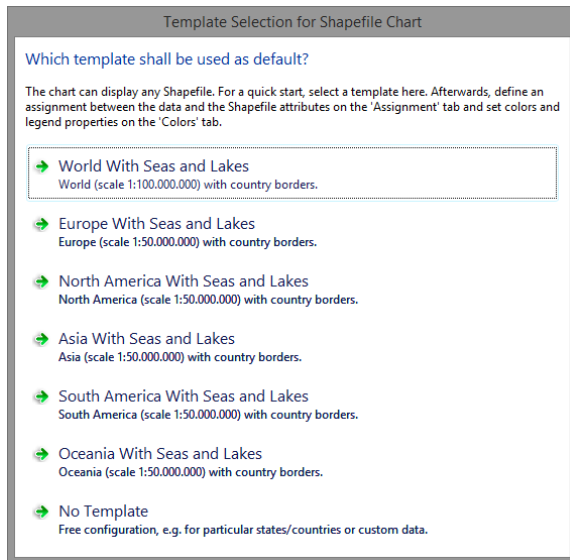 Template Selection for Shapefile Chart
Which template shall be used as default?
The chart can display any Shapefile. For a quick start, select a template here. Afterwards, define an
assignment between the data and the Shapefile attributes on the 'Assignment' tab and set colors and
legend properties on the 'Colors' tab.
World With Seas and Lakes
World (scale 1:100.000.000) with country borders.
Europe With Seas and Lakes
Europe (scale 1:50.000.000) with country borders.
North America With Seas and Lakes
North America (scale 1:50.000.000) with country borders.
Asia With Seas and Lakes
Asia (scale 1:50.000.000) with country borders.
South America With Seas and Lakes
South America (scale 1:50.000.000) with country borders.
Oceania With Seas and Lakes
Oceania (scale 1:50.000.000) with country borders.
No Template
Free configuration, e.g. for particular states/countries or custom data.